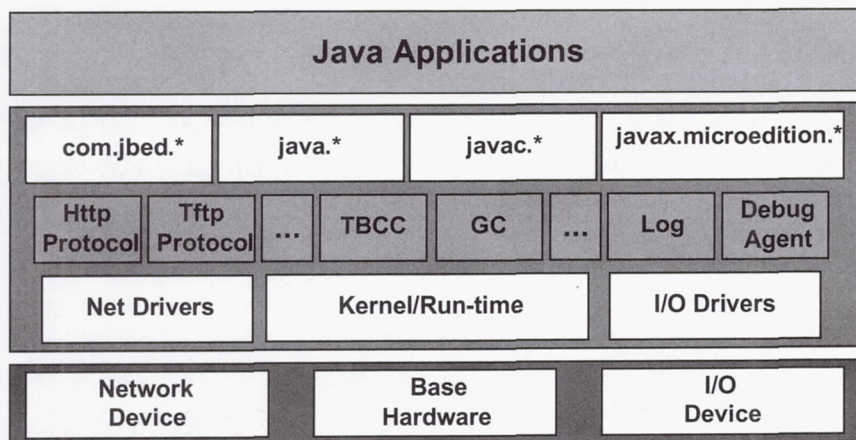 Java Applications
com.jbed.* java.* javac.* javax.microedition.*
Http Protocol
Tftp Protocol
...
TBCC
GC
...
Log
Debug Agent
Net Drivers
Kernel/Run-time
I/O Drivers
Network Device
Base Hardware
I/O Device